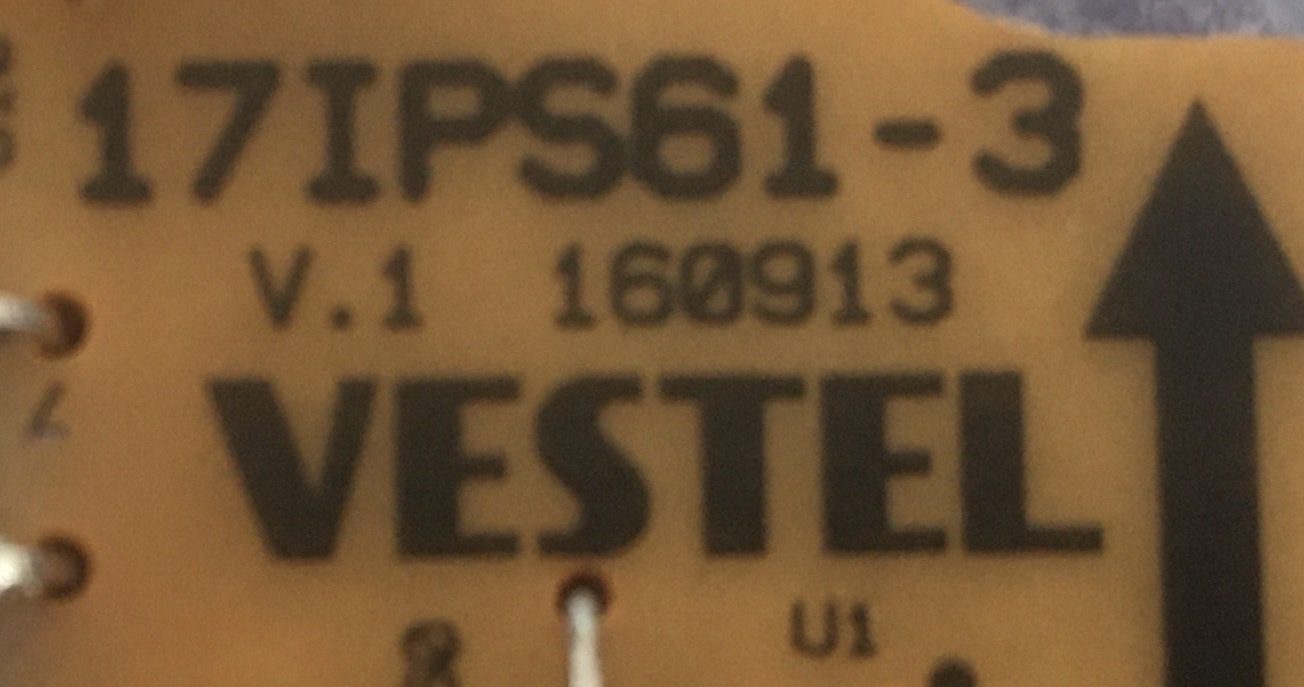 17IPS61-3
V.1 160913
VESTEL
U1